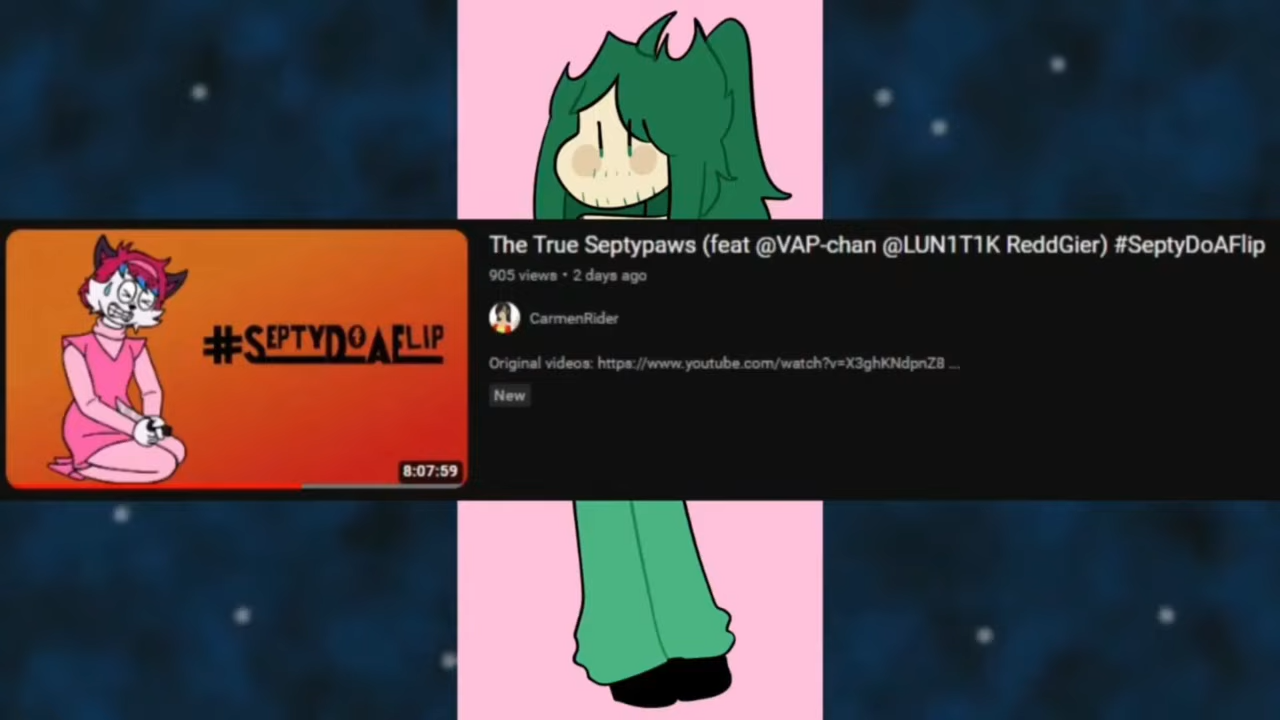 #SEPTYDOAFLIP
8:07:59
The True Septypaws (feat @VAP-chan @LUN1T1K ReddGier) #SeptyDoAFlip
905 views • 2 days ago
CarmenRider
Original videos: https://www.youtube.com/watch?v=X3ghKNdpnZ8 ...
New